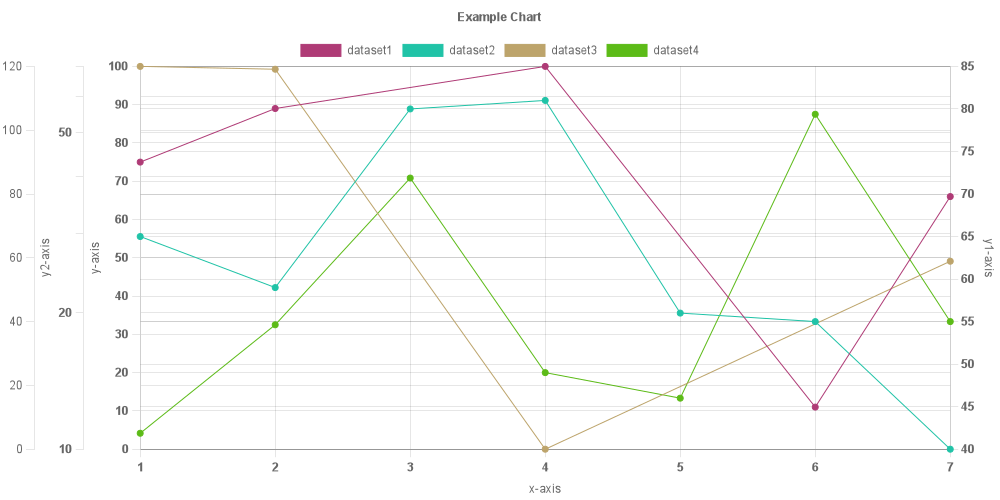 Example Chart
dataset1 dataset2 dataset3 dataset4
120 100 85
90 80
100 50 80 75
80 70 70
60 65
y2-axis y-axis y1-axis
60 50 60
40 20 40 55
30
20 20 50
10 45
0 10 0 40
1 2 3 4 5 6 7
x-axis